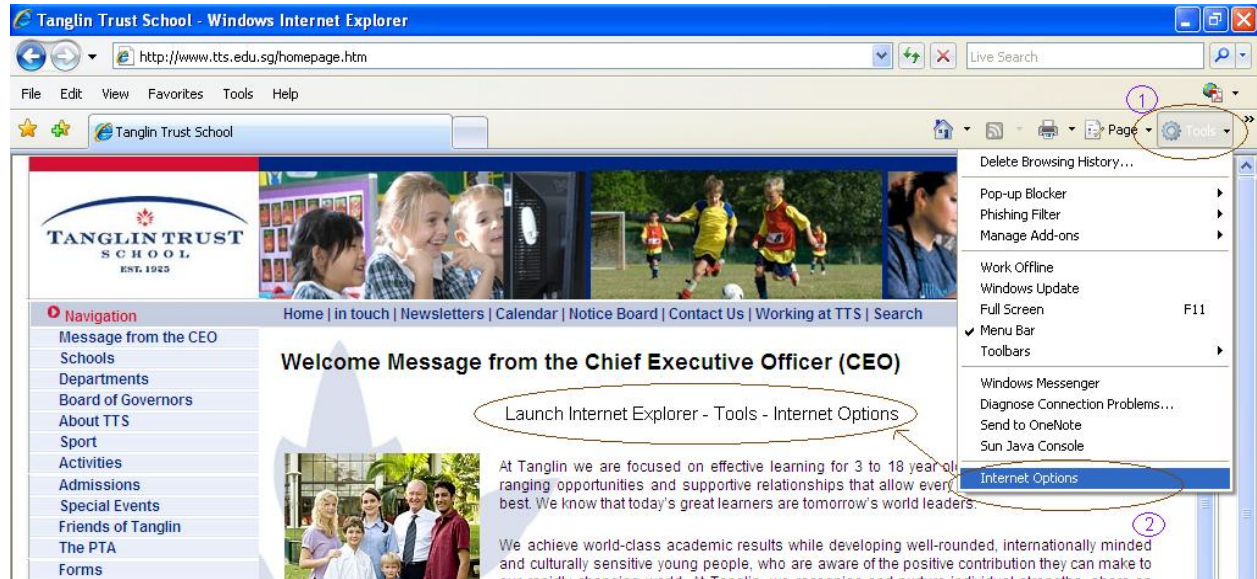 Tanglin Trust School - Windows Internet Explorer
http://www.tts.edu.sg/homepage.htm
Live Search
File Edit View Favorites Tools Help
1
Tanglin Trust School
Page
Tools
»
Delete Browsing History...
Pop-up Blocker
Phishing Filter
Manage Add-ons
Work Offline
Windows Update
Full Screen F11
Menu Bar
Toolbars
Windows Messenger
Diagnose Connection Problems...
Send to OneNote
Sun Java Console
Internet Options
2
TANGLIN TRUST
SCHOOL
EST. 1925
Navigation
Message from the CEO
Schools
Departments
Board of Governors
About TTS
Sport
Activities
Admissions
Special Events
Friends of Tanglin
The PTA
Forms
Home | in touch | Newsletters | Calendar | Notice Board | Contact Us | Working at TTS | Search
Welcome Message from the Chief Executive Officer (CEO)
Launch Internet Explorer - Tools - Internet Options
At Tanglin we are focused on effective learning for 3 to 18 year
ranging opportunities and supportive relationships that allow
best. We know that today's great learners are tomorrow's world leaders.
We achieve world-class academic results while developing well-rounded, internationally minded
and culturally sensitive young people, who are aware of the positive contribution they can make to